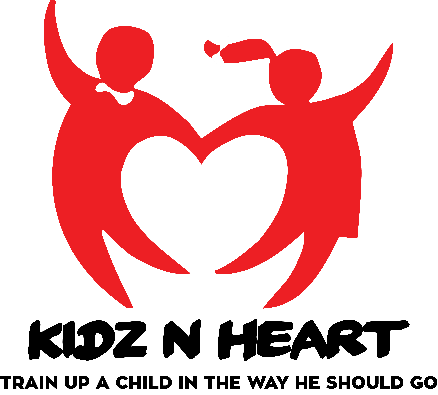 KIDZ N HEART
TRAIN UP A CHILD IN THE WAY HE SHOULD GO